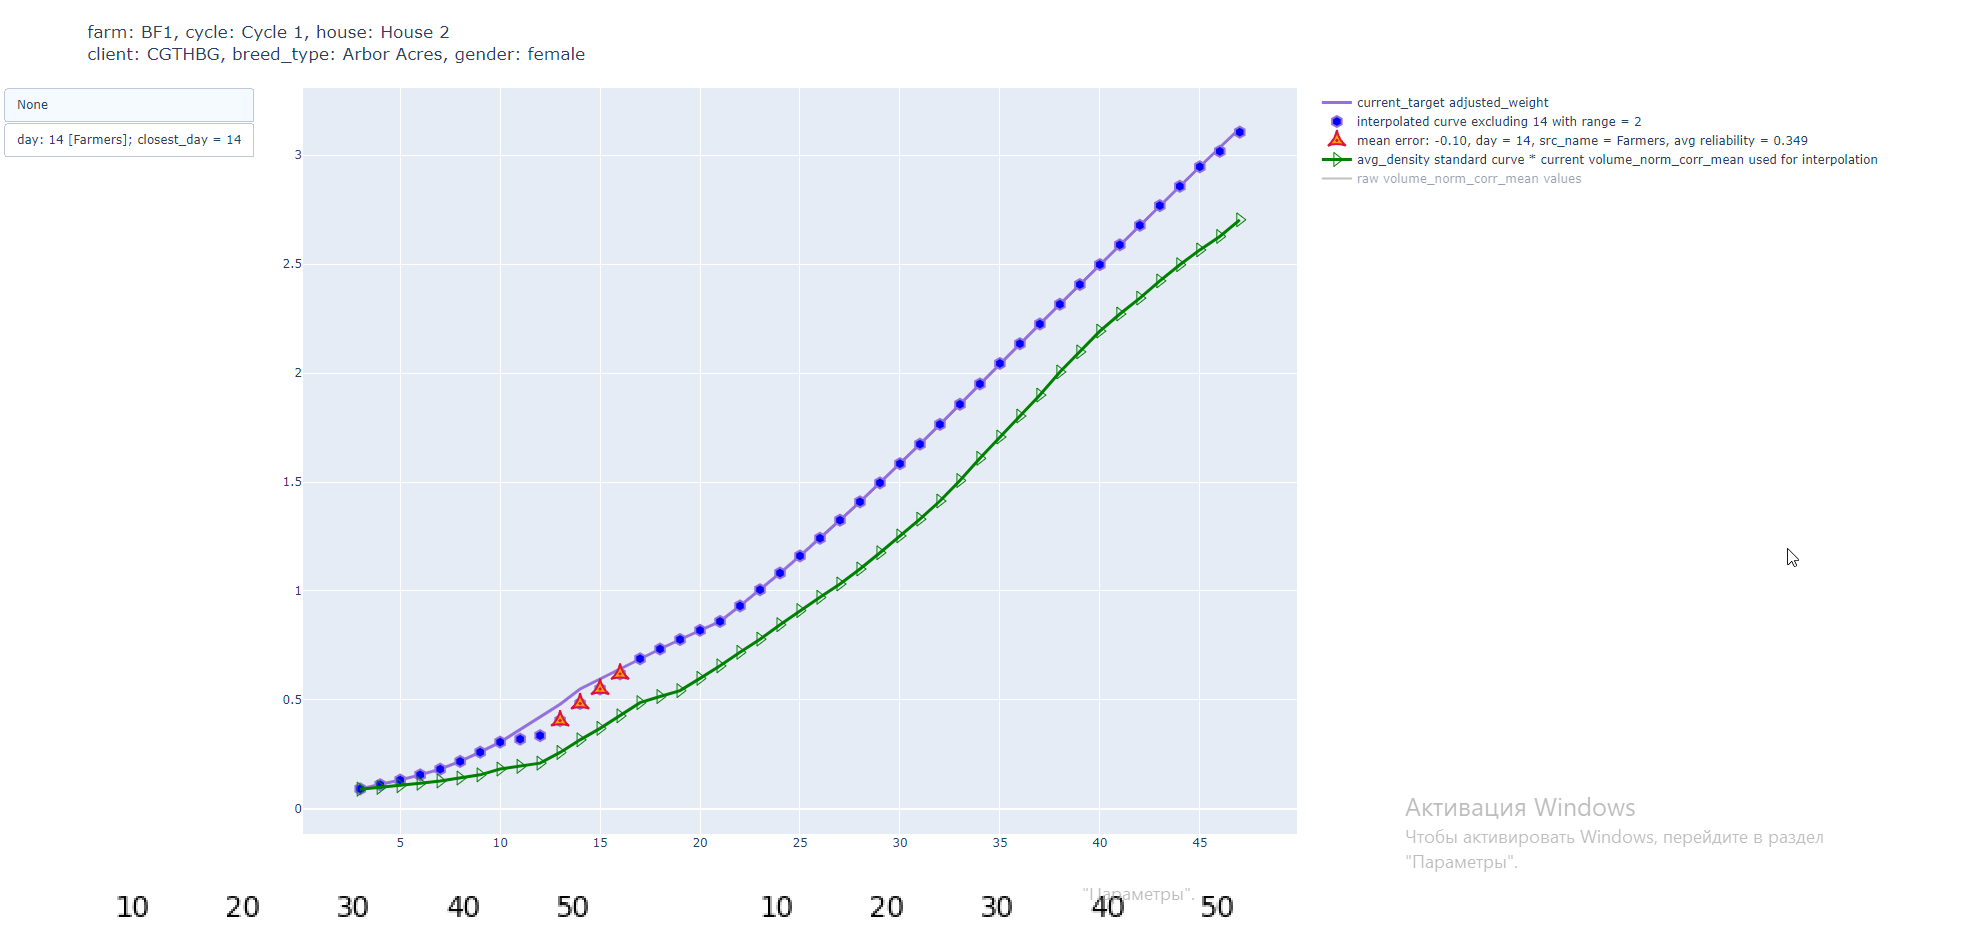 farm: BF1, cycle: Cycle 1, house: House 2
client: CGTHBG, breed_type: Arbor Acres, gender: female
None
day: 14 [Farmers]; closest_day = 14
current_target adjusted_weight
interpolated curve excluding 14 with range = 2
mean error: -0.10, day = 14, src_name = Farmers, avg reliability = 0.349
avg_density standard curve * current volume_norm_corr_mean used for interpolation
raw volume_norm_corr_mean values
3
2.5
2
1.5
1
0.5
0
5 10 15 20 25 30 35 40 45
Активация Windows
Чтобы активировать Windows, перейдите в раздел
"Параметры".
"Параметры".
10 20 30 40 50 10 20 30 40 50